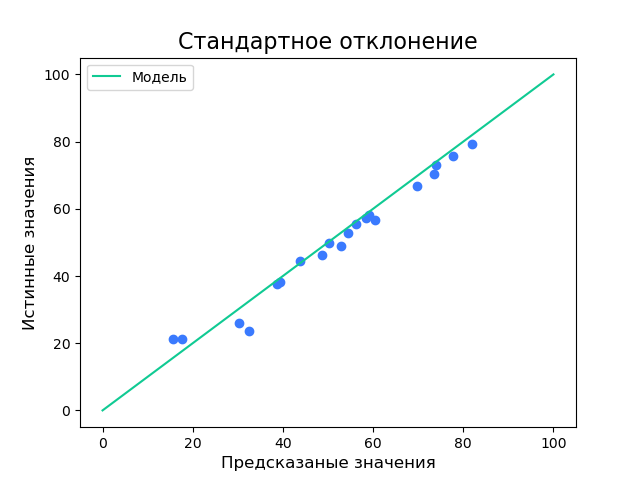 Стандартное отклонение
Модель
100
80
60
40
20
0
Истинные значения
0 20 40 60 80 100
Предсказаные значения